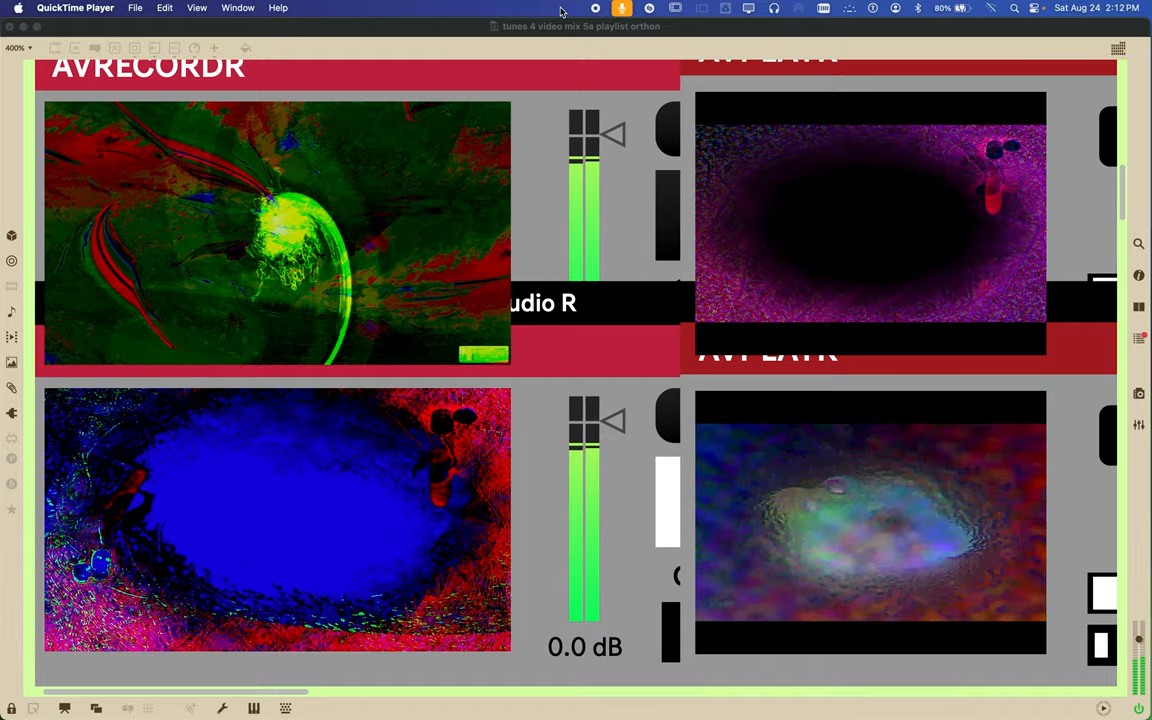 QuickTime Player File Edit View Window Help 80% Sat Aug 24 2:12 PM
tunes 4 video mix 5a playlist orthon
400%
AVRECORDR
udio R
AVPLAYR
0.0 dB